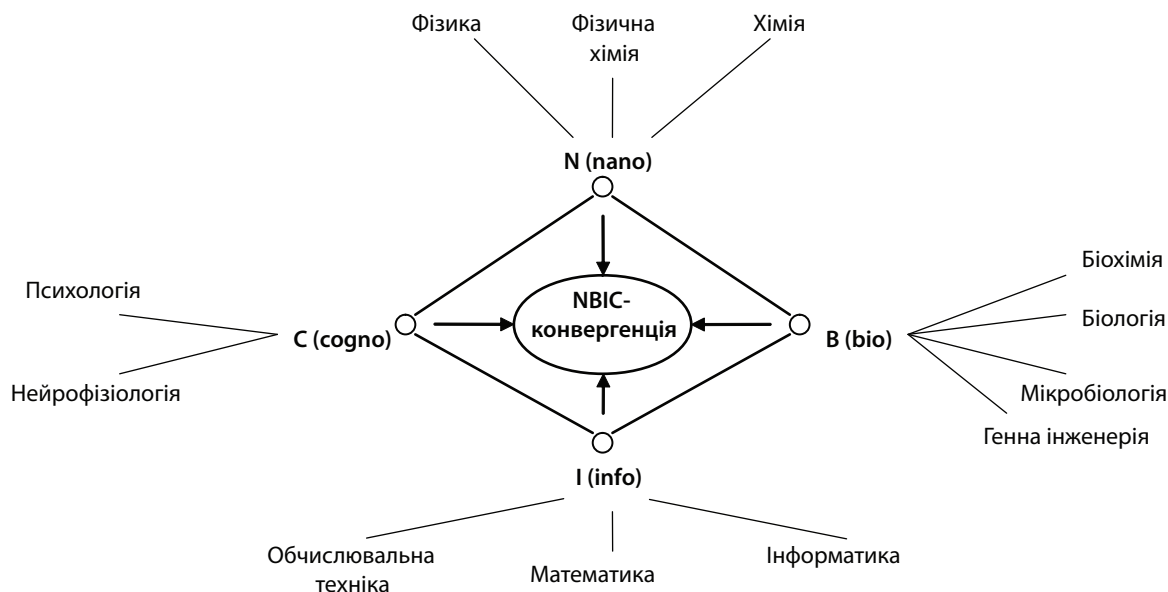 Фізика
Фізична
хімія
Хімія
N (nano)
Психологія
Нейрофізіологія
C (cogno)
NBIC-
конвергенція
B (bio)
Біохімія
Біологія
Мікробіологія
Генна інженерія
I (info)
Обчислювальна
техніка
Математика
Інформатика